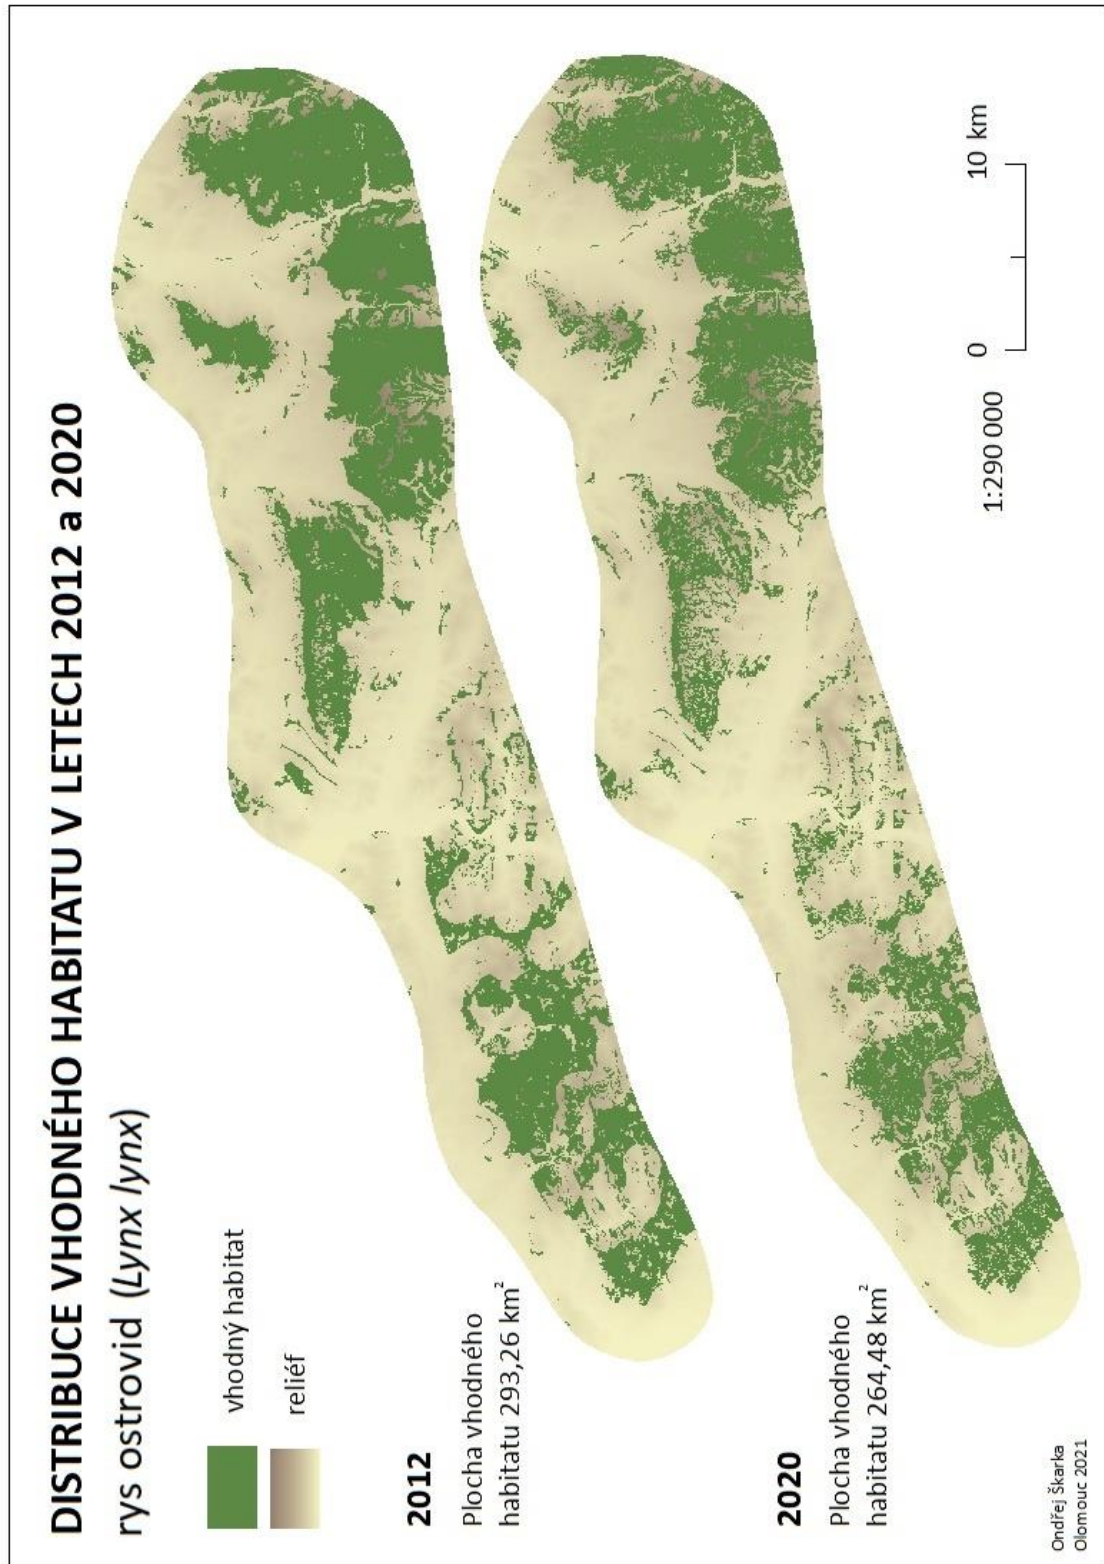 DISTRIBUCE VHODNÉHO HABITATU V LETECH 2012 a 2020
rys ostrovid (Lynx lynx)
vhodný habitat
reliéf
2012
Plocha vhodného
habitatu 293,26 km²
2020
Plocha vhodného
habitatu 264,48 km²
1:290 000
0 10 km
Ondřej Škarka
Olomouc 2021